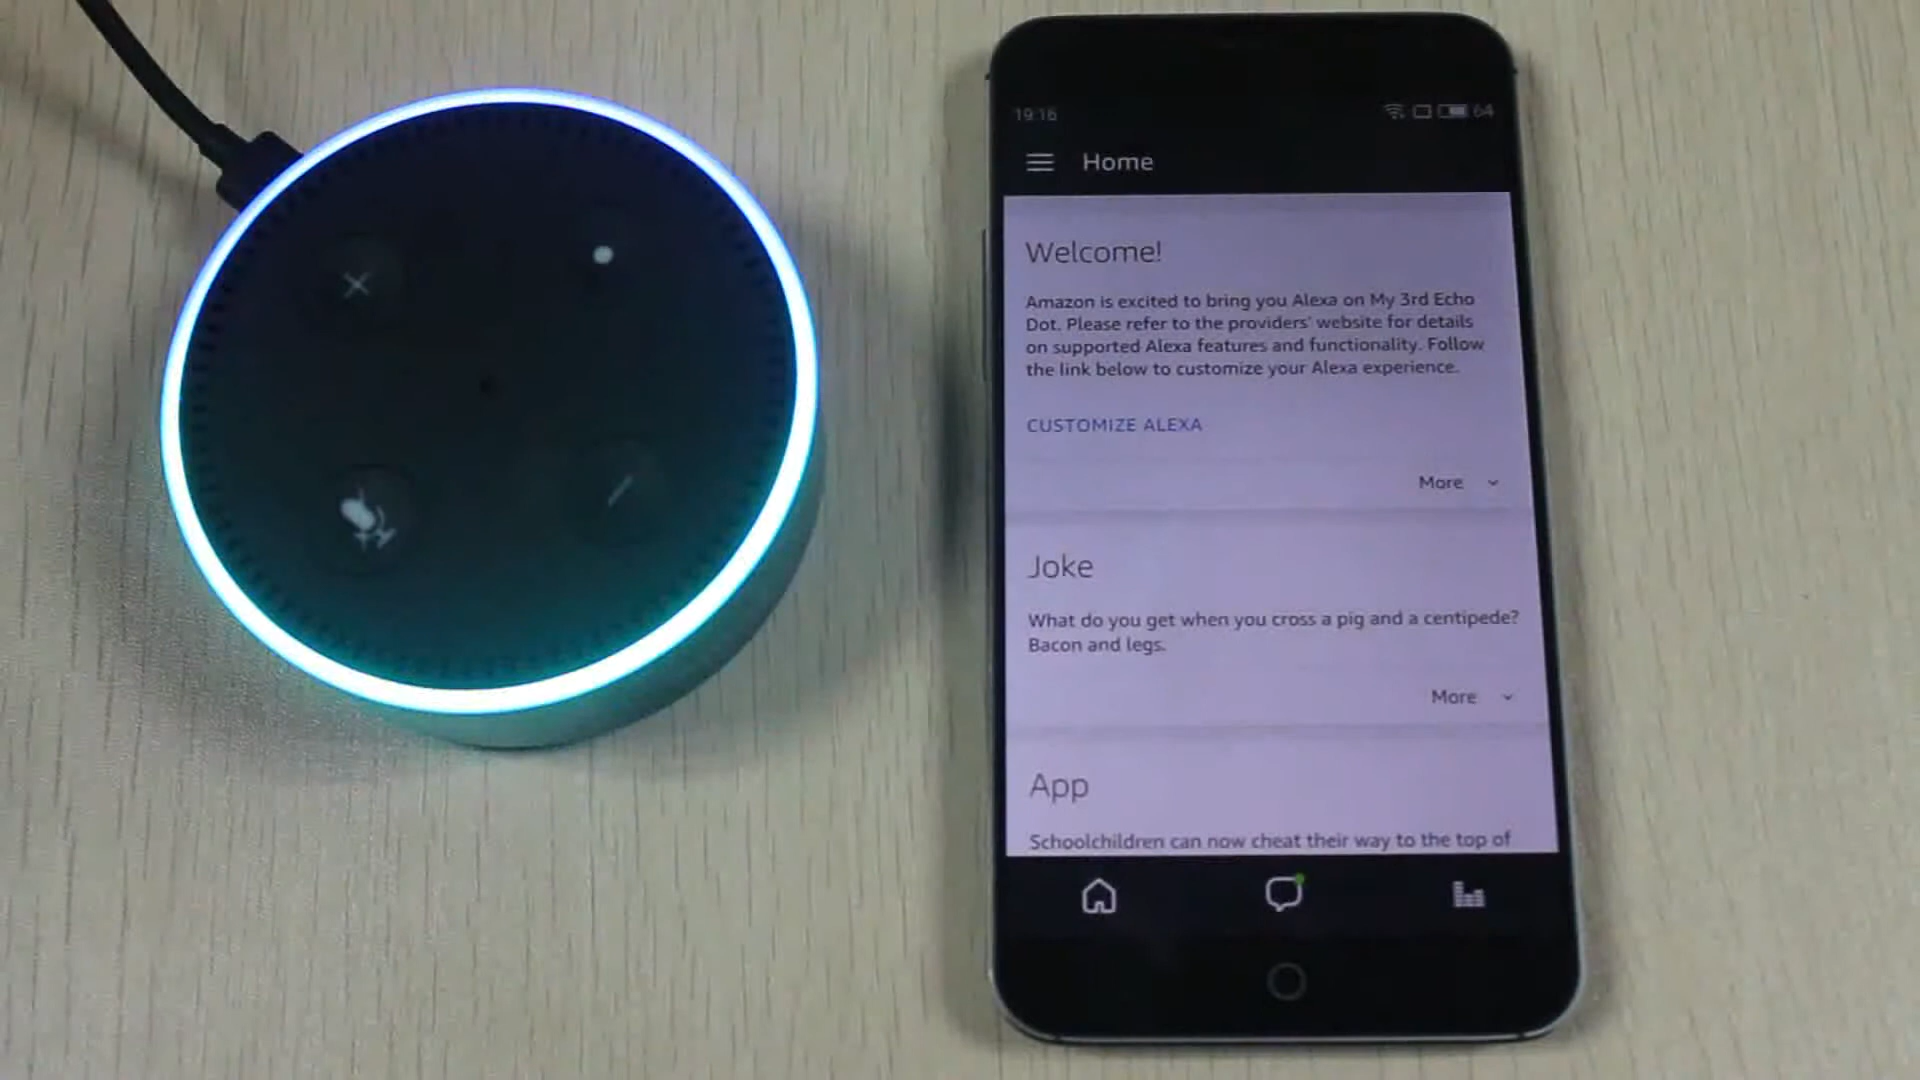 19:16
64
Home
Welcome!
Amazon is excited to bring you Alexa on My 3rd Echo
Dot. Please refer to the providers' website for details
on supported Alexa features and functionality. Follow
the link below to customize your Alexa experience.
CUSTOMIZE ALEXA
More
Joke
What do you get when you cross a pig and a centipede?
Bacon and legs.
More
App
Schoolchildren can now cheat their way to the top of